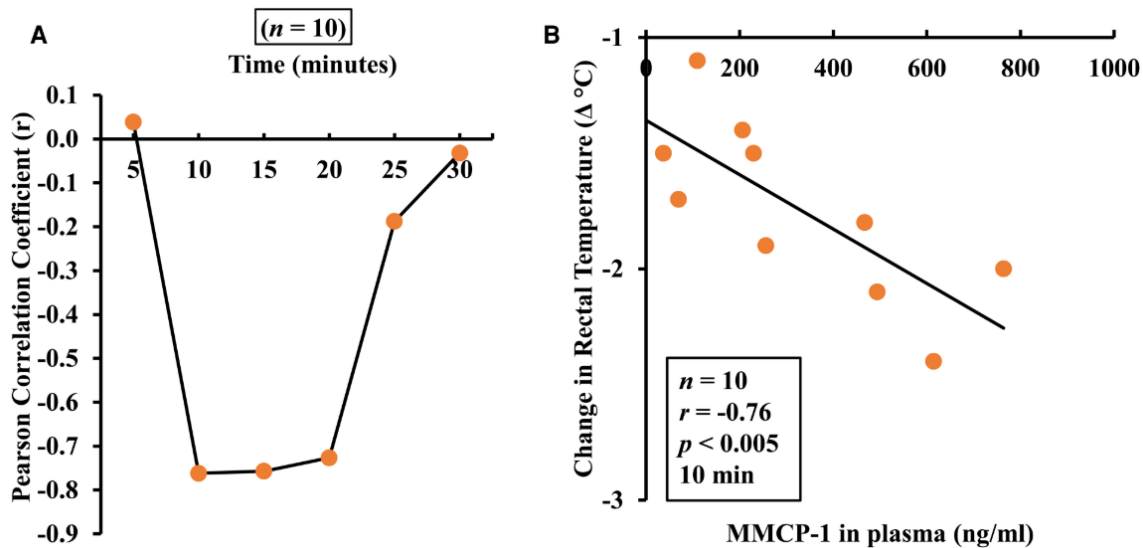 A
(n = 10)
Time (minutes)
Pearson Correlation Coefficient (r)
0.1
0.0
-0.1
-0.2
-0.3
-0.4
-0.5
-0.6
-0.7
-0.8
-0.9
5 10 15 20 25 30
B
Change in Rectal Temperature (Δ °C)
-1
-2
-3
0 200 400 600 800 1000
n = 10
r = -0.76
p < 0.005
10 min
MMCP-1 in plasma (ng/ml)